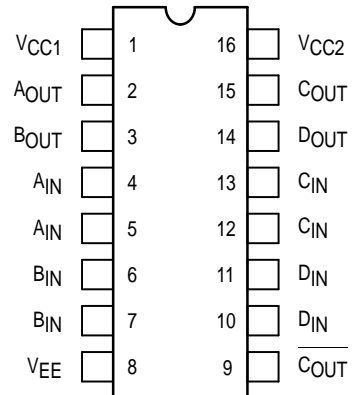 VCC1 1 16 VCC2
AOUT 2 15 COUT
BOUT 3 14 DOUT
AIN 4 13 CIN
AIN 5 12 CIN
BIN 6 11 DIN
BIN 7 10 DIN
VEE 8 9 C̅O̅U̅T̅